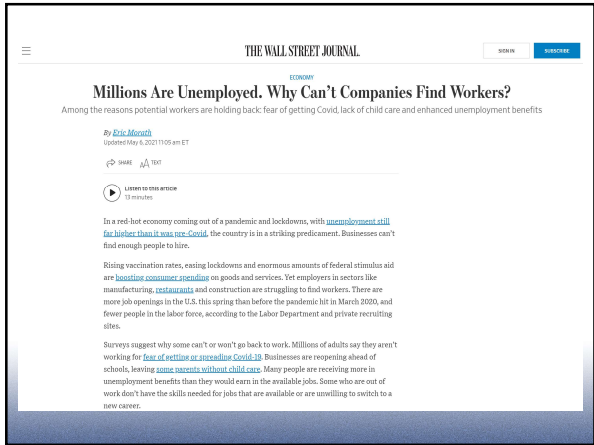 THE WALL STREET JOURNAL.
SIGN IN
SUBSCRIBE
ECONOMY
Millions Are Unemployed. Why Can't Companies Find Workers?
Among the reasons potential workers are holding back: fear of getting Covid, lack of child care and enhanced unemployment benefits
By Eric Morath
Updated May 6, 2021 11:05 am ET
SHARE
AA TEXT
Listen to this article
13 minutes
In a red-hot economy coming out of a pandemic and lockdowns, with unemployment still
far higher than it was pre-Covid, the country is in a striking predicament. Businesses can't
find enough people to hire.
Rising vaccination rates, easing lockdowns and enormous amounts of federal stimulus aid
are boosting consumer spending on goods and services. Yet employers in sectors like
manufacturing, restaurants and construction are struggling to find workers. There are
more job openings in the U.S. this spring than before the pandemic hit in March 2020, and
fewer people in the labor force, according to the Labor Department and private recruiting
sites.
Surveys suggest why some can't or won't go back to work. Millions of adults say they aren't
working for fear of getting or spreading Covid-19. Businesses are reopening ahead of
schools, leaving some parents without child care. Many people are receiving more in
unemployment benefits than they would earn in the available jobs. Some who are out of
work don't have the skills needed for jobs that are available or are unwilling to switch to a
new career.